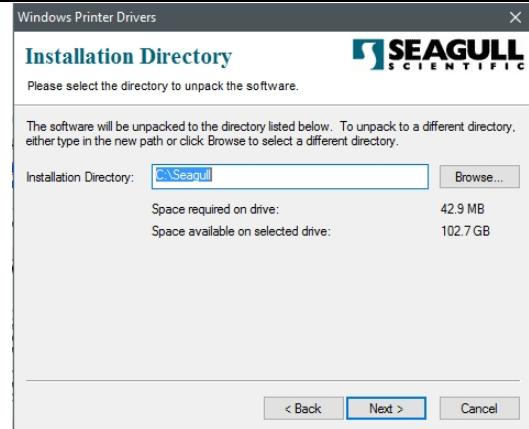 Windows Printer Drivers
Installation Directory
SEAGULL
SCIENTIFIC
Please select the directory to unpack the software.
The software will be unpacked to the directory listed below. To unpack to a different directory,
either type in the new path or click Browse to select a different directory.
Installation Directory: C:\Seagull Browse...
Space required on drive: 42.9 MB
Space available on selected drive: 102.7 GB
< Back Next > Cancel